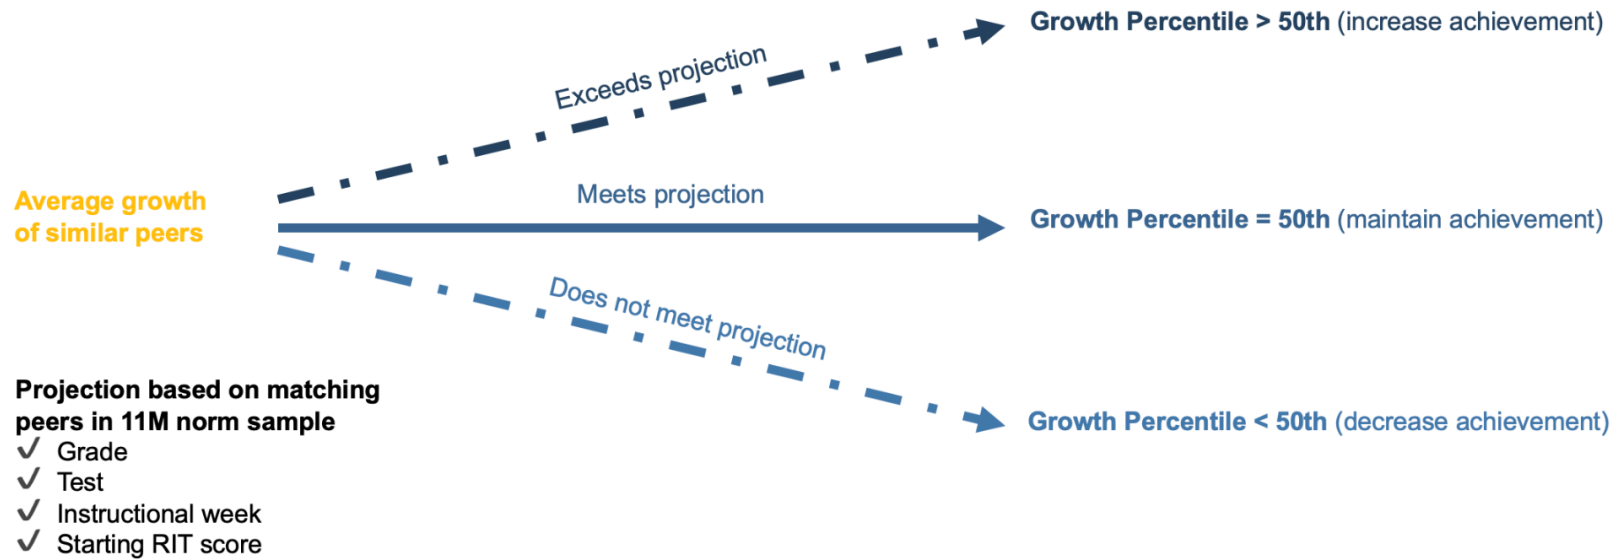 Growth Percentile > 50th (increase achievement)
Exceeds projection
Average growth
of similar peers
Meets projection
Growth Percentile = 50th (maintain achievement)
Does not meet projection
Growth Percentile < 50th (decrease achievement)
Projection based on matching
peers in 11M norm sample
✓ Grade
✓ Test
✓ Instructional week
✓ Starting RIT score